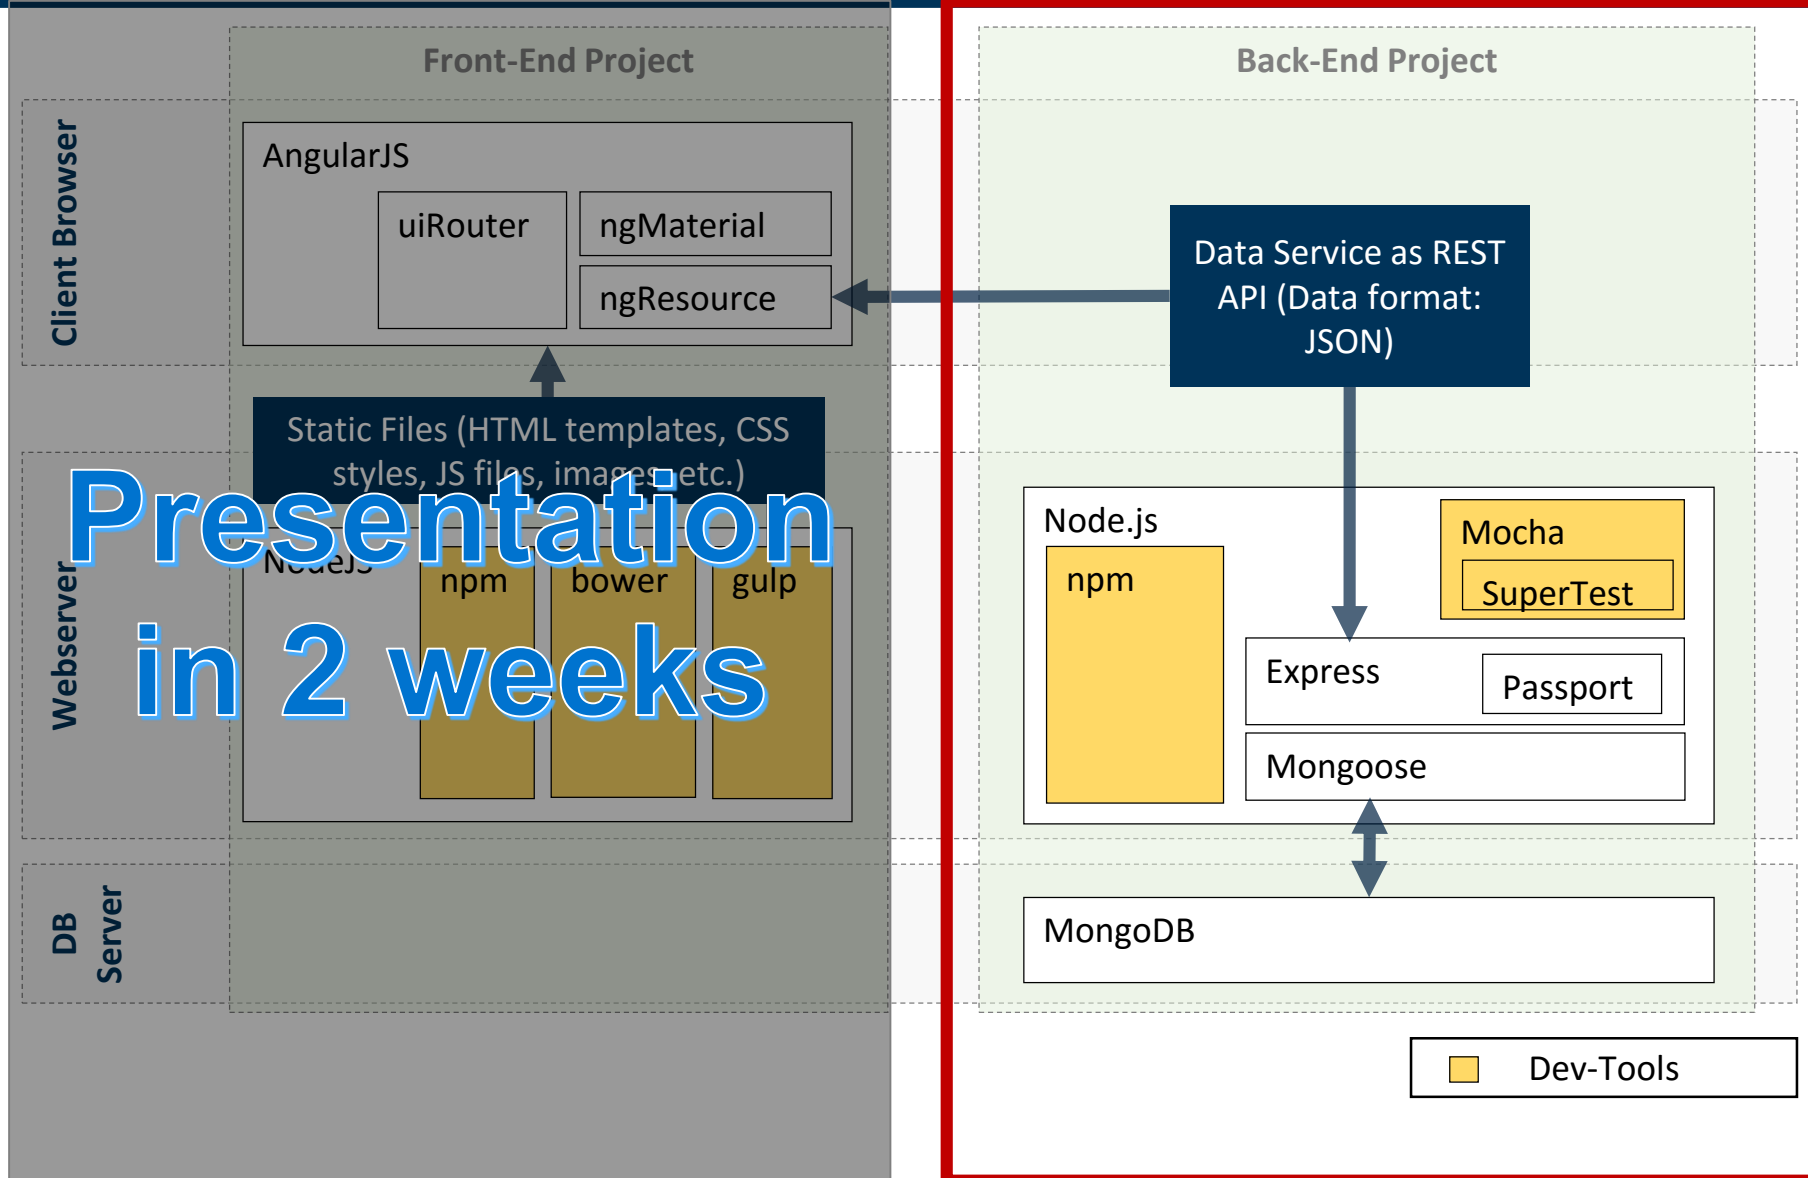 Front-End Project
Back-End Project
Client Browser
AngularJS
uiRouter
ngMaterial
ngResource
Data Service as REST
API (Data format:
JSON)
Static Files (HTML templates, CSS
styles, JS files, images, etc.)
Presentation
in 2 weeks
Webserver
NodeJS
npm
bower
gulp
Node.js
npm
Mocha
SuperTest
Express
Passport
Mongoose
DB
Server
MongoDB
Dev-Tools